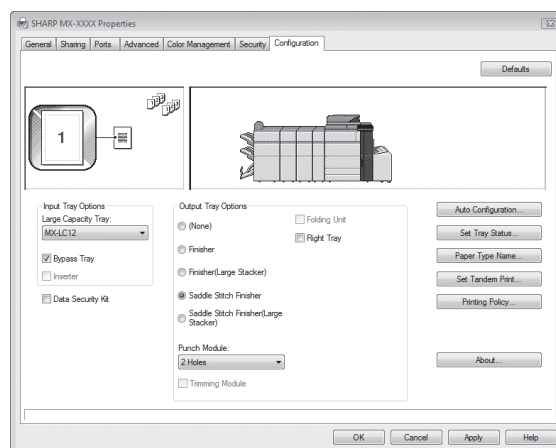 SHARP MX-XXXX Properties
General Sharing Ports Advanced Color Management Security Configuration
Defaults
1
Input Tray Options
Large Capacity Tray:
MX-LC12
Bypass Tray
Inserter
Data Security Kit
Output Tray Options
(None)
Finisher
Finisher(Large Stacker)
Saddle Stitch Finisher
Saddle Stitch Finisher(Large
Stacker)
Folding Unit
Right Tray
Punch Module:
2 Holes
Trimming Module
Auto Configuration...
Set Tray Status...
Paper Type Name...
Set Tandem Print...
Printing Policy...
About...
OK Cancel Apply Help